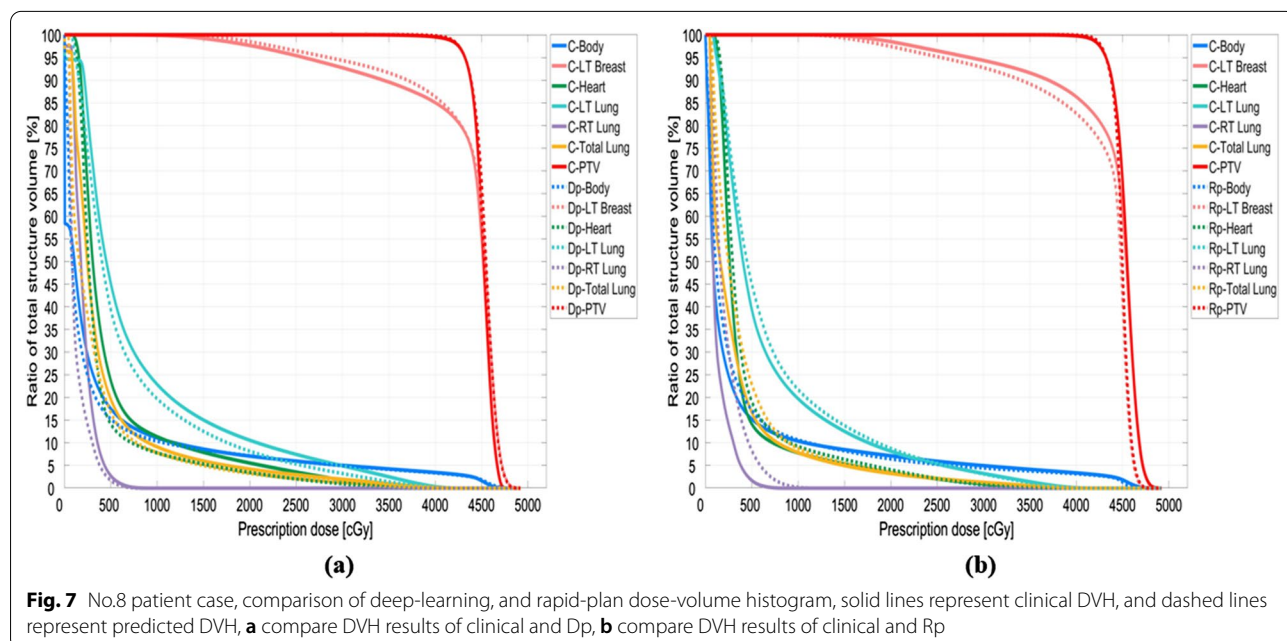 Ratio of total structure volume [%]
100
95
90
85
80
75
70
65
60
55
50
45
40
35
30
25
20
15
10
5
0
0 500 1000 1500 2000 2500 3000 3500 4000 4500 5000
Prescription dose [cGy]
C-Body
C-LT Breast
C-Heart
C-LT Lung
C-RT Lung
C-Total Lung
C-PTV
Dp-Body
Dp-LT Breast
Dp-Heart
Dp-LT Lung
Dp-RT Lung
Dp-Total Lung
Dp-PTV
(a)
Ratio of total structure volume [%]
100
95
90
85
80
75
70
65
60
55
50
45
40
35
30
25
20
15
10
5
0
0 500 1000 1500 2000 2500 3000 3500 4000 4500 5000
Prescription dose [cGy]
C-Body
C-LT Breast
C-Heart
C-LT Lung
C-RT Lung
C-Total Lung
C-PTV
Rp-Body
Rp-LT Breast
Rp-Heart
Rp-LT Lung
Rp-RT Lung
Rp-Total Lung
Rp-PTV
(b)
Fig. 7 No.8 patient case, comparison of deep-learning, and rapid-plan dose-volume histogram, solid lines represent clinical DVH, and dashed lines
represent predicted DVH, a compare DVH results of clinical and Dp, b compare DVH results of clinical and Rp